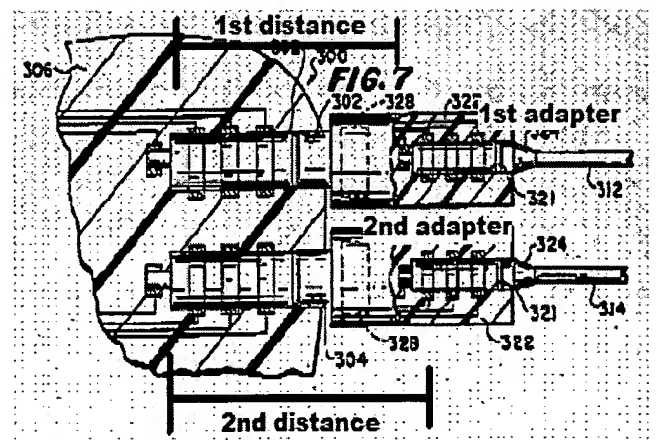 1st distance
306
300
FIG. 7
302
328
322
1st adapter
321
312
2nd adapter
324
321
314
328
322
304
2nd distance